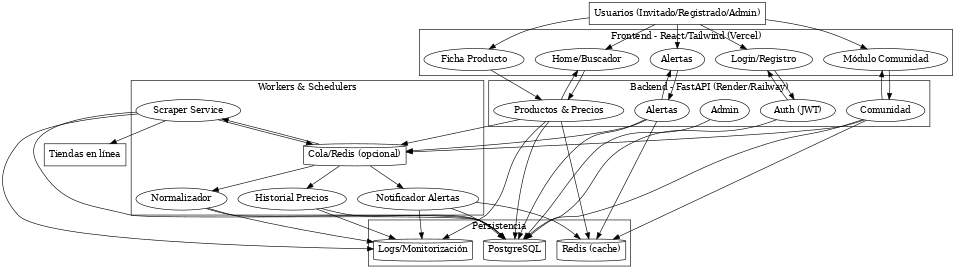 Usuarios (Invitado/Registrado/Admin)
Frontend - React/Tailwind (Vercel)
Ficha Producto
Home/Buscador
Alertas
Login/Registro
Módulo Comunidad
Workers & Schedulers
Backend - FastAPI (Render/Railway)
Scraper Service
Productos & Precios
Alertas
Admin
Auth (JWT)
Comunidad
Tiendas en línea
Cola/Redis (opcional)
Normalizador
Historial Precios
Notificador Alertas
Persistencia
Logs/Monitorización
PostgreSQL
Redis (cache)